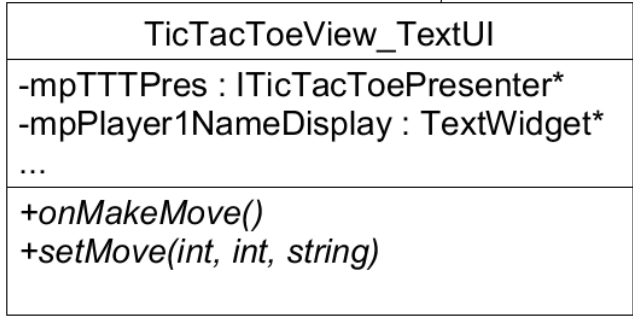 TicTacToeView_TextUI
-mpTTTPres : ITicTacToePresenter*
-mpPlayer1NameDisplay : TextWidget*
...
+onMakeMove()
+setMove(int, int, string)